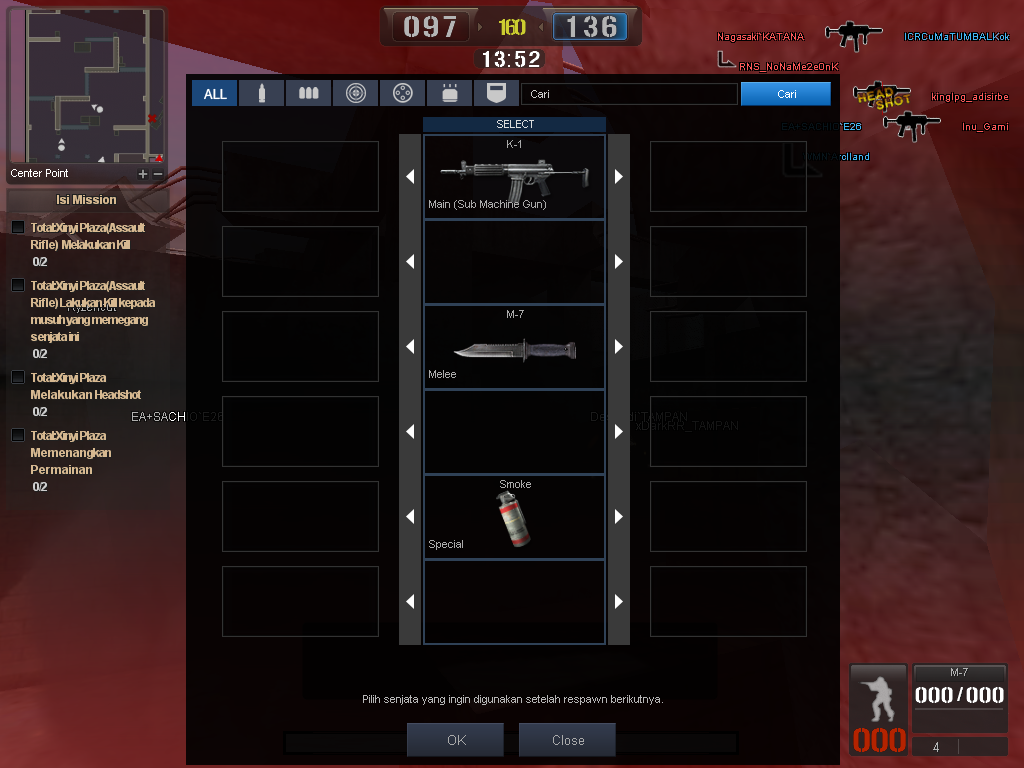 097 160 136
13:52
Nagasaki`KATANA ICRCuMaTUMBALKok
RNS_NoNaMe2e0nK
HEAD SHOT kinglpg_adisirbe
Inu_Gami
Center Point + −
Isi Mission
Total:Xinyi Plaza(Assault
Rifle) Melakukan Kill
0/2
Total:Xinyi Plaza(Assault
Rifle) Lakukan Kill kepada
musuh yang memegang
senjata ini
0/2
Total:Xinyi Plaza
Melakukan Headshot
0/2
Total:Xinyi Plaza
Memenangkan
Permainan
0/2
ALL Cari Cari
SELECT
K-1
Main (Sub Machine Gun)
M-7
Melee
xDarkRR_TAMPAN
Smoke
Special
Pilih senjata yang ingin digunakan setelah respawn berikutnya.
OK Close
M-7
000/000
000
4